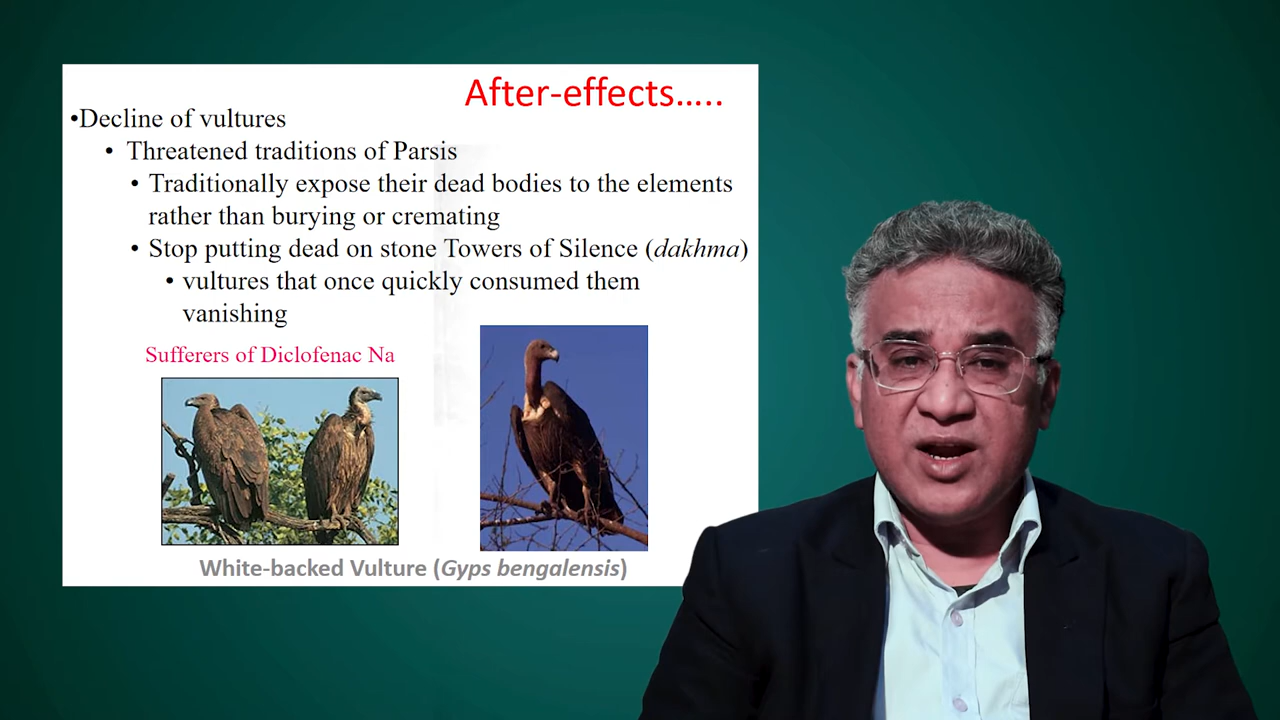 After-effects.....
•Decline of vultures
• Threatened traditions of Parsis
• Traditionally expose their dead bodies to the elements
rather than burying or cremating
• Stop putting dead on stone Towers of Silence (dakhma)
• vultures that once quickly consumed them
vanishing
Sufferers of Diclofenac Na
White-backed Vulture (Gyps bengalensis)